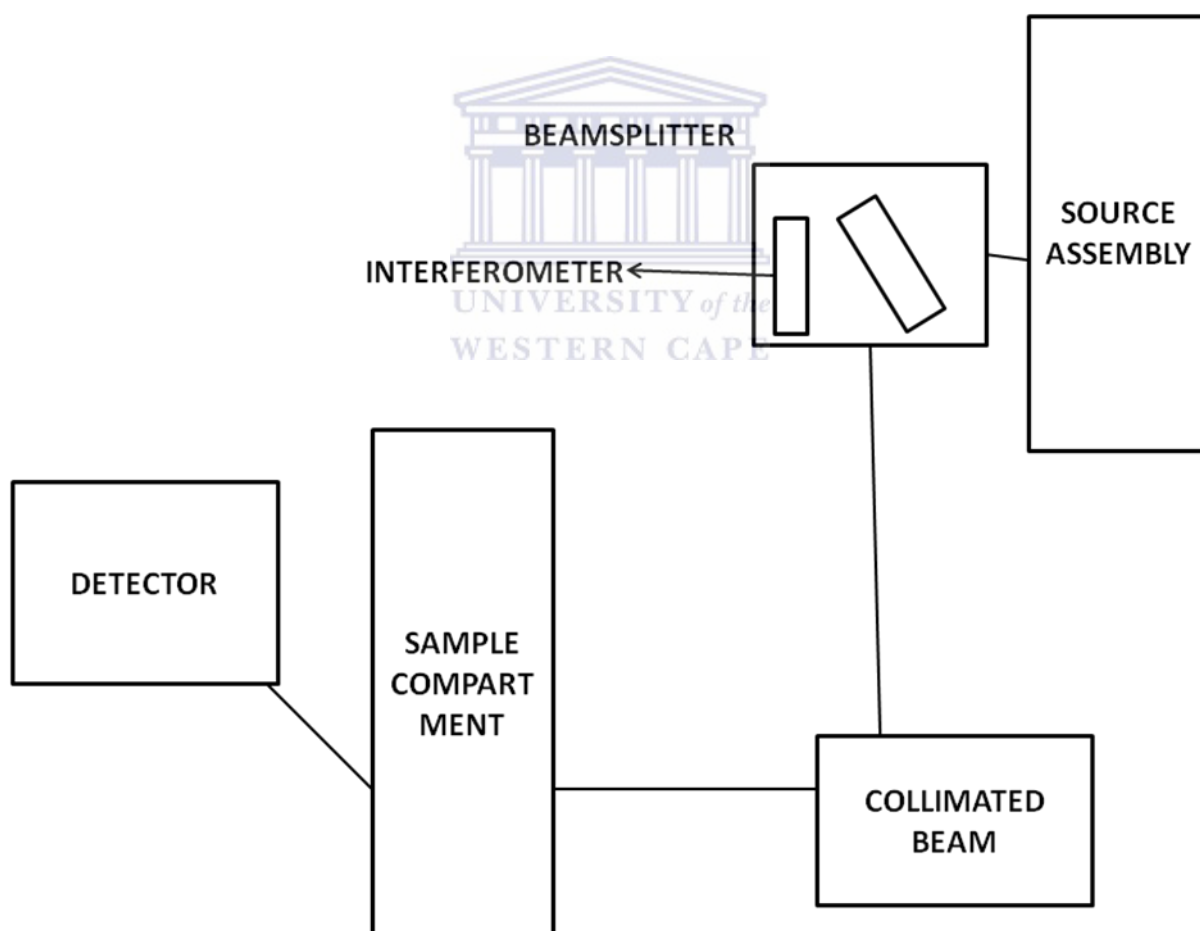 BEAMSPLITTER
SOURCE
ASSEMBLY
INTERFEROMETER
UNIVERSITY of the
WESTERN CAPE
DETECTOR
SAMPLE
COMPART
MENT
COLLIMATED
BEAM